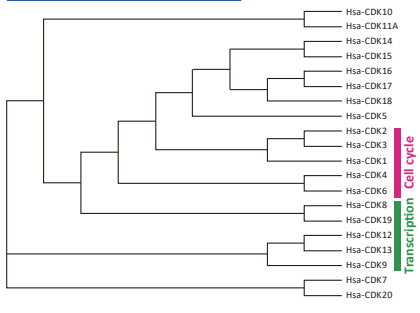 Hsa-CDK10
Hsa-CDK11A
Hsa-CDK14
Hsa-CDK15
Hsa-CDK16
Hsa-CDK17
Hsa-CDK18
Hsa-CDK5
Hsa-CDK2
Hsa-CDK3
Hsa-CDK1
Hsa-CDK4
Hsa-CDK6
Hsa-CDK8
Hsa-CDK19
Hsa-CDK12
Hsa-CDK13
Hsa-CDK9
Hsa-CDK7
Hsa-CDK20
Cell cycle
Transcription